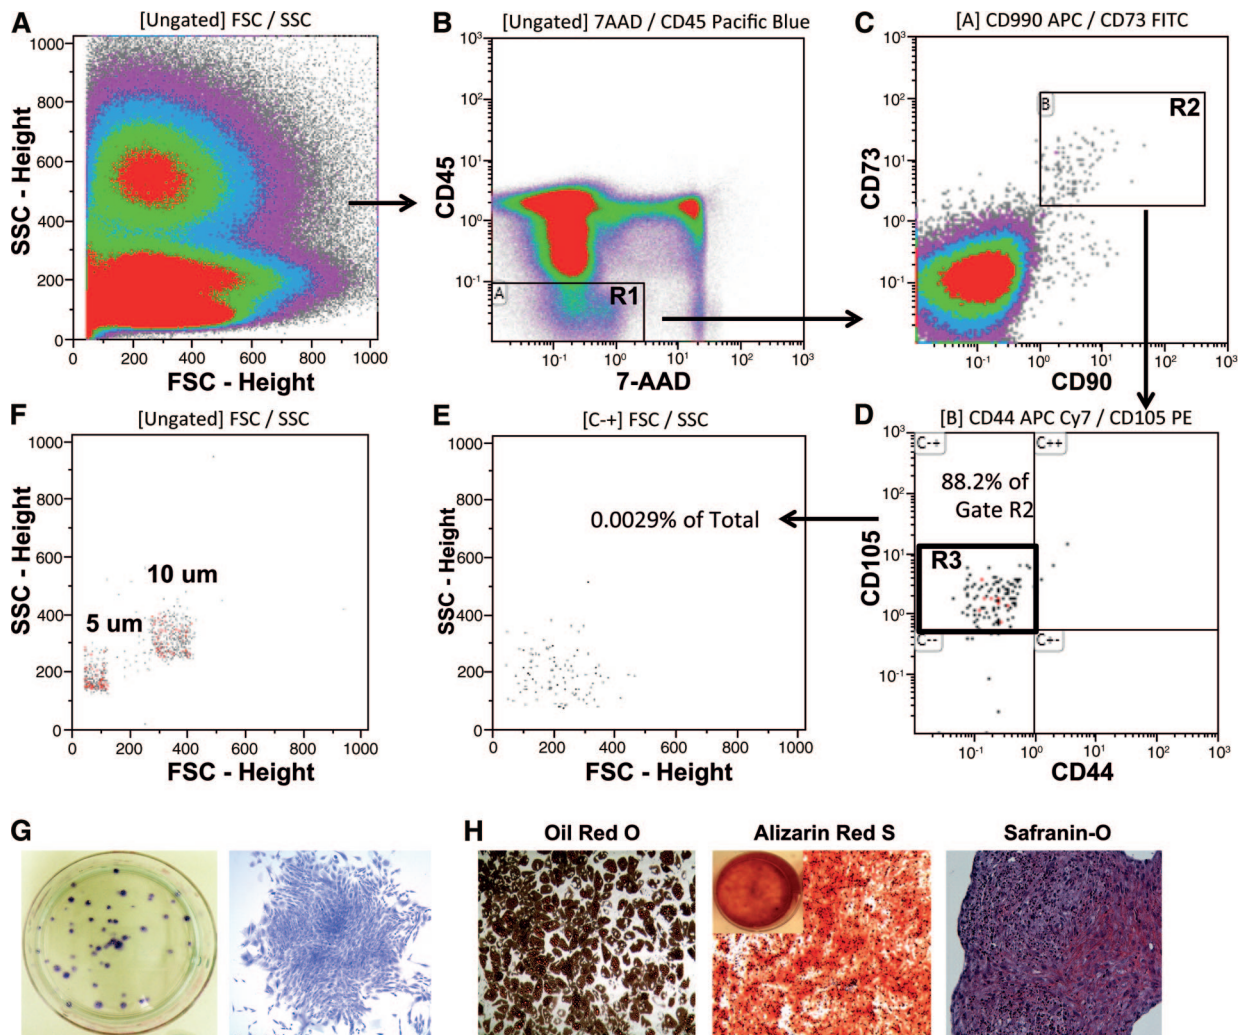 A
[Ungated] FSC / SSC
1000
800
600
400
200
0
0
200
400
600
800
1000
SSC - Height
FSC - Height
B
[Ungated] 7AAD / CD45 Pacific Blue
10³
10²
10¹
10⁰
10⁻¹
A
R1
10⁻¹
10⁰
10¹
10²
10³
CD45
7-AAD
C
[A] CD990 APC / CD73 FITC
10³
10²
10¹
10⁰
10⁻¹
B
R2
10⁻¹
10⁰
10¹
10²
10³
CD73
CD90
F
[Ungated] FSC / SSC
1000
800
600
400
200
0
10 um
5 um
0
200
400
600
800
1000
SSC - Height
FSC - Height
E
[C-+] FSC / SSC
1000
800
600
400
200
0
0.0029% of Total
0
200
400
600
800
1000
SSC - Height
FSC - Height
D
[B] CD44 APC Cy7 / CD105 PE
10³
10²
10¹
10⁰
10⁻¹
C-+
C++
88.2% of
Gate R2
R3
C--
C+-
10⁻¹
10⁰
10¹
10²
10³
CD105
CD44
G
H
Oil Red O
Alizarin Red S
Safranin-O